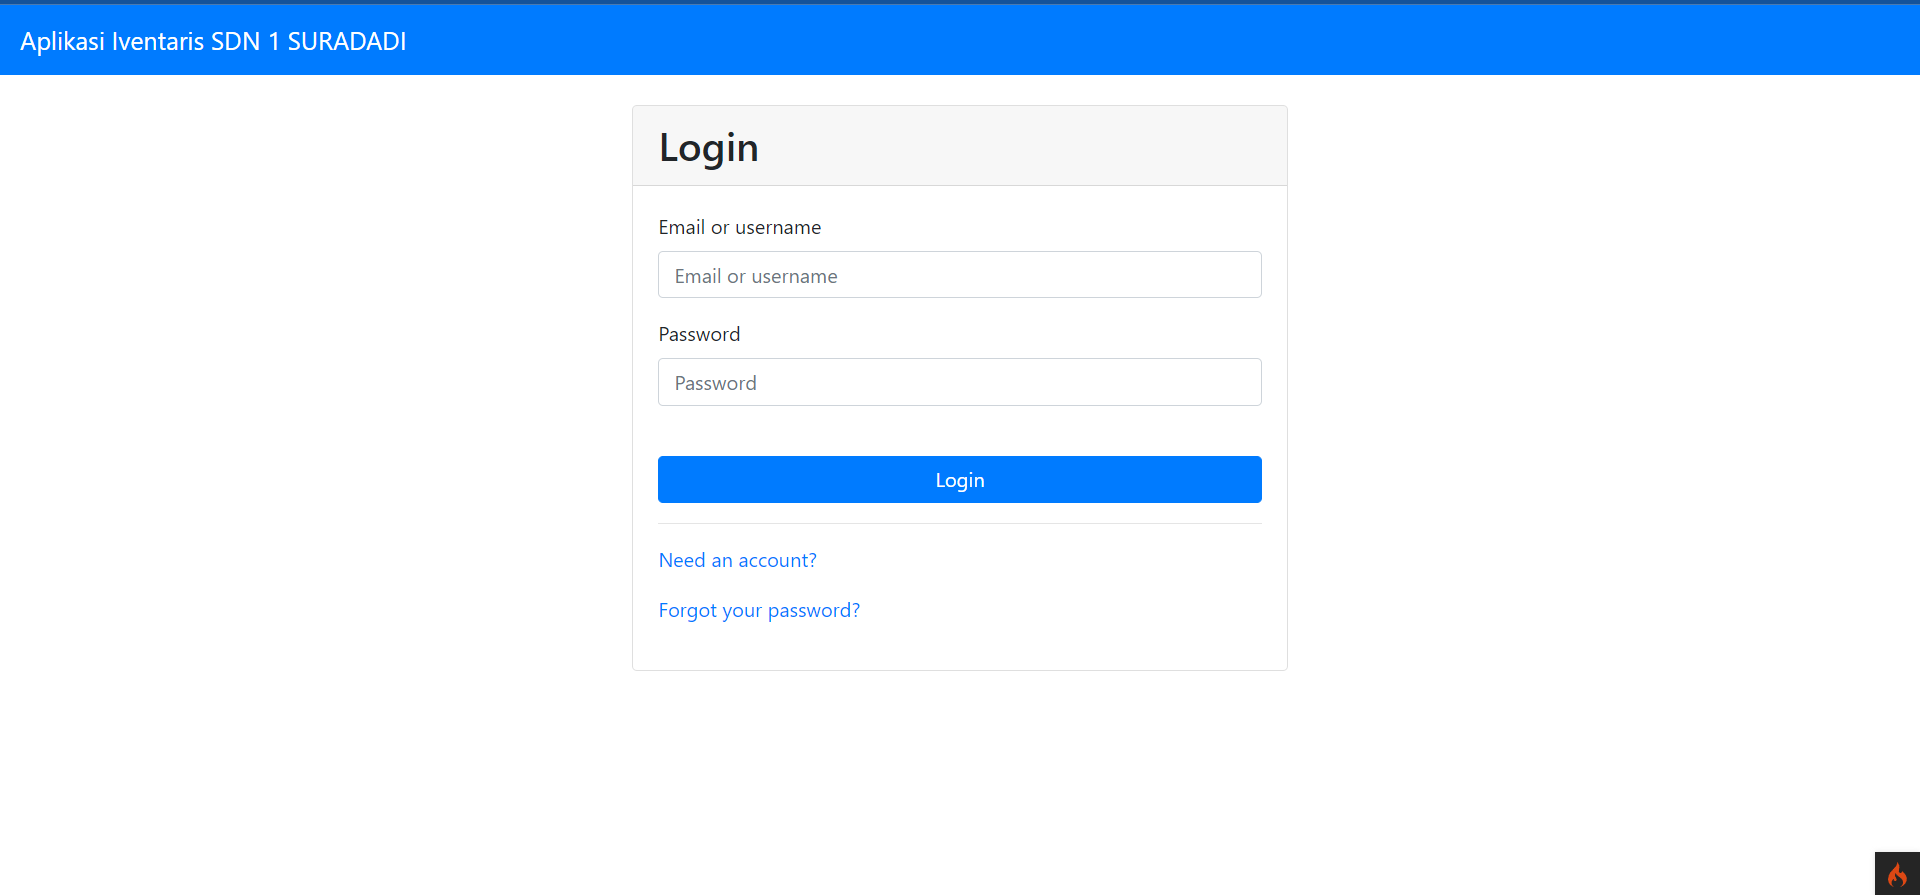 Aplikasi Iventaris SDN 1 SURADADI
Login
Email or username
Email or username
Password
Password
Login
Need an account?
Forgot your password?